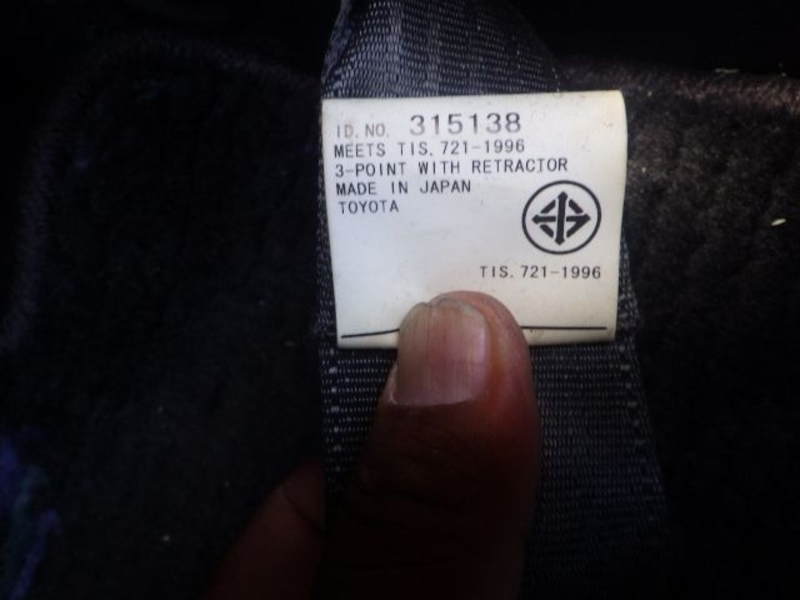 ID. NO. 315138
MEETS TIS. 721-1996
3-POINT WITH RETRACTOR
MADE IN JAPAN
TOYOTA
TIS. 721-1996